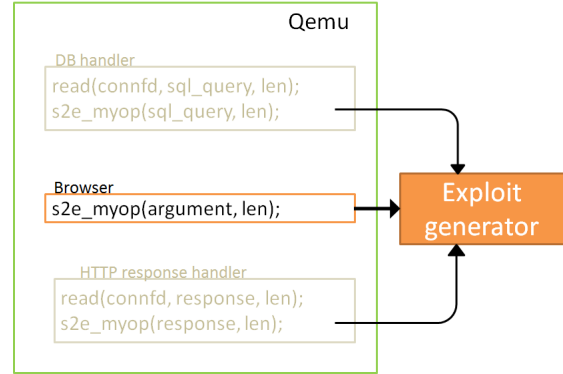 Qemu
DB handler
read(connfd, sql_query, len);
s2e_myop(sql_query, len);
Browser
s2e_myop(argument, len);
Exploit
generator
HTTP response handler
read(connfd, response, len);
s2e_myop(response, len);